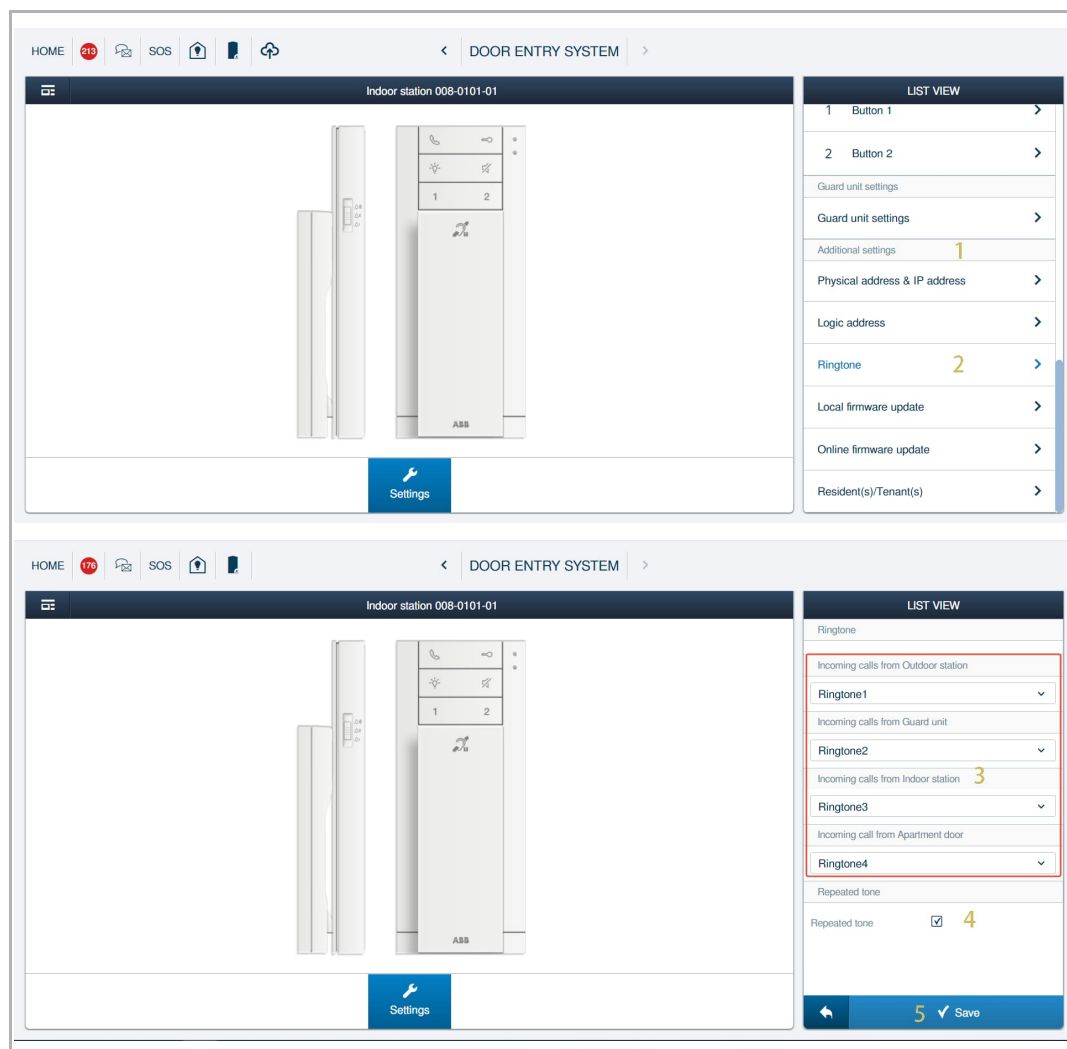 HOME 213 SOS < DOOR ENTRY SYSTEM >
Indoor station 008-0101-01
1 2
ABB
Settings
LIST VIEW
1 Button 1
2 Button 2
Guard unit settings
Guard unit settings
Additional settings 1
Physical address & IP address
Logic address
Ringtone 2
Local firmware update
Online firmware update
Resident(s)/Tenant(s)
HOME 176 SOS < DOOR ENTRY SYSTEM >
Indoor station 008-0101-01
1 2
ABB
Settings
LIST VIEW
Ringtone
Incoming calls from Outdoor station
Ringtone1
Incoming calls from Guard unit
Ringtone2
Incoming calls from Indoor station 3
Ringtone3
Incoming call from Apartment door
Ringtone4
Repeated tone
Repeated tone 4
5 Save